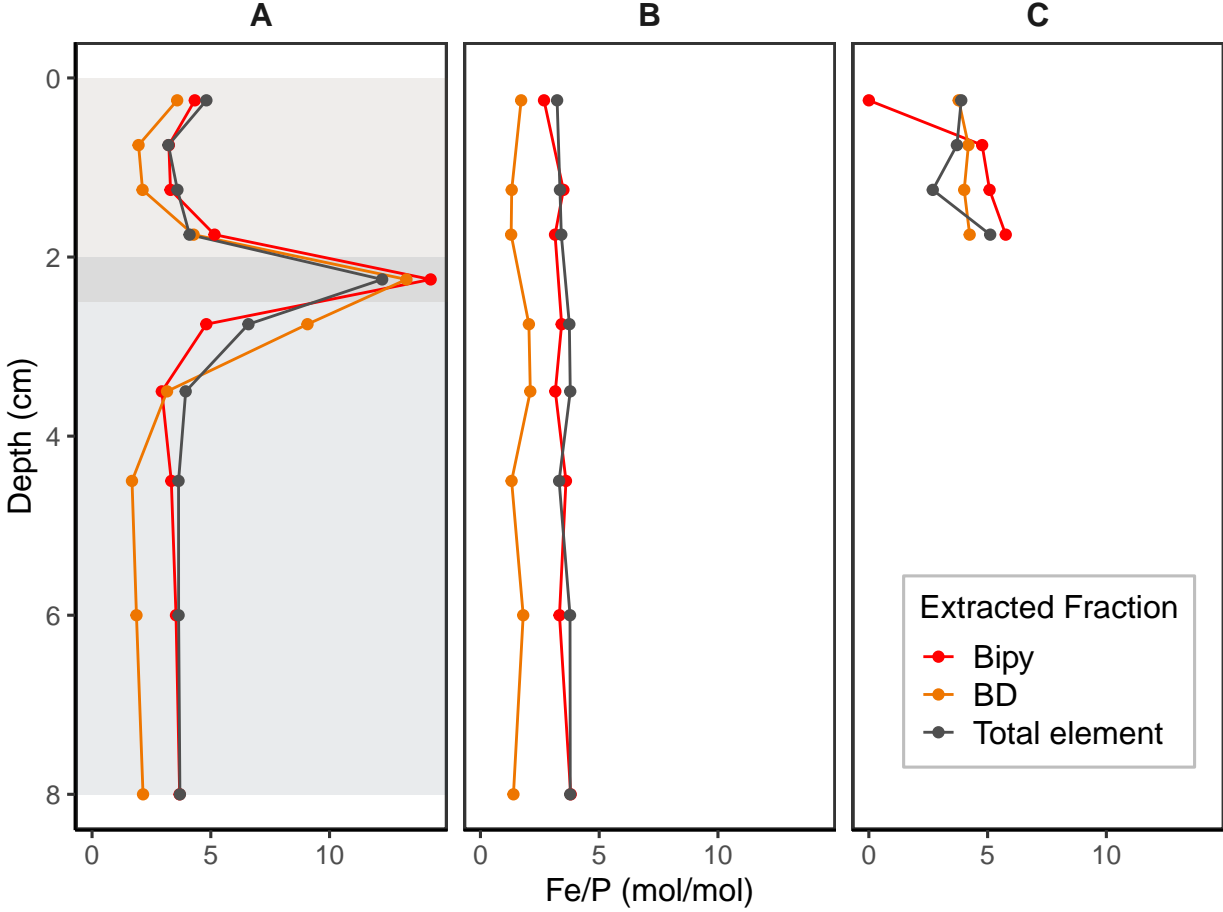 A B C
0
2
4
6
8
Depth (cm)
0 5 10 0 5 10 0 5 10
Fe/P (mol/mol)
Extracted Fraction
Bipy
BD
Total element